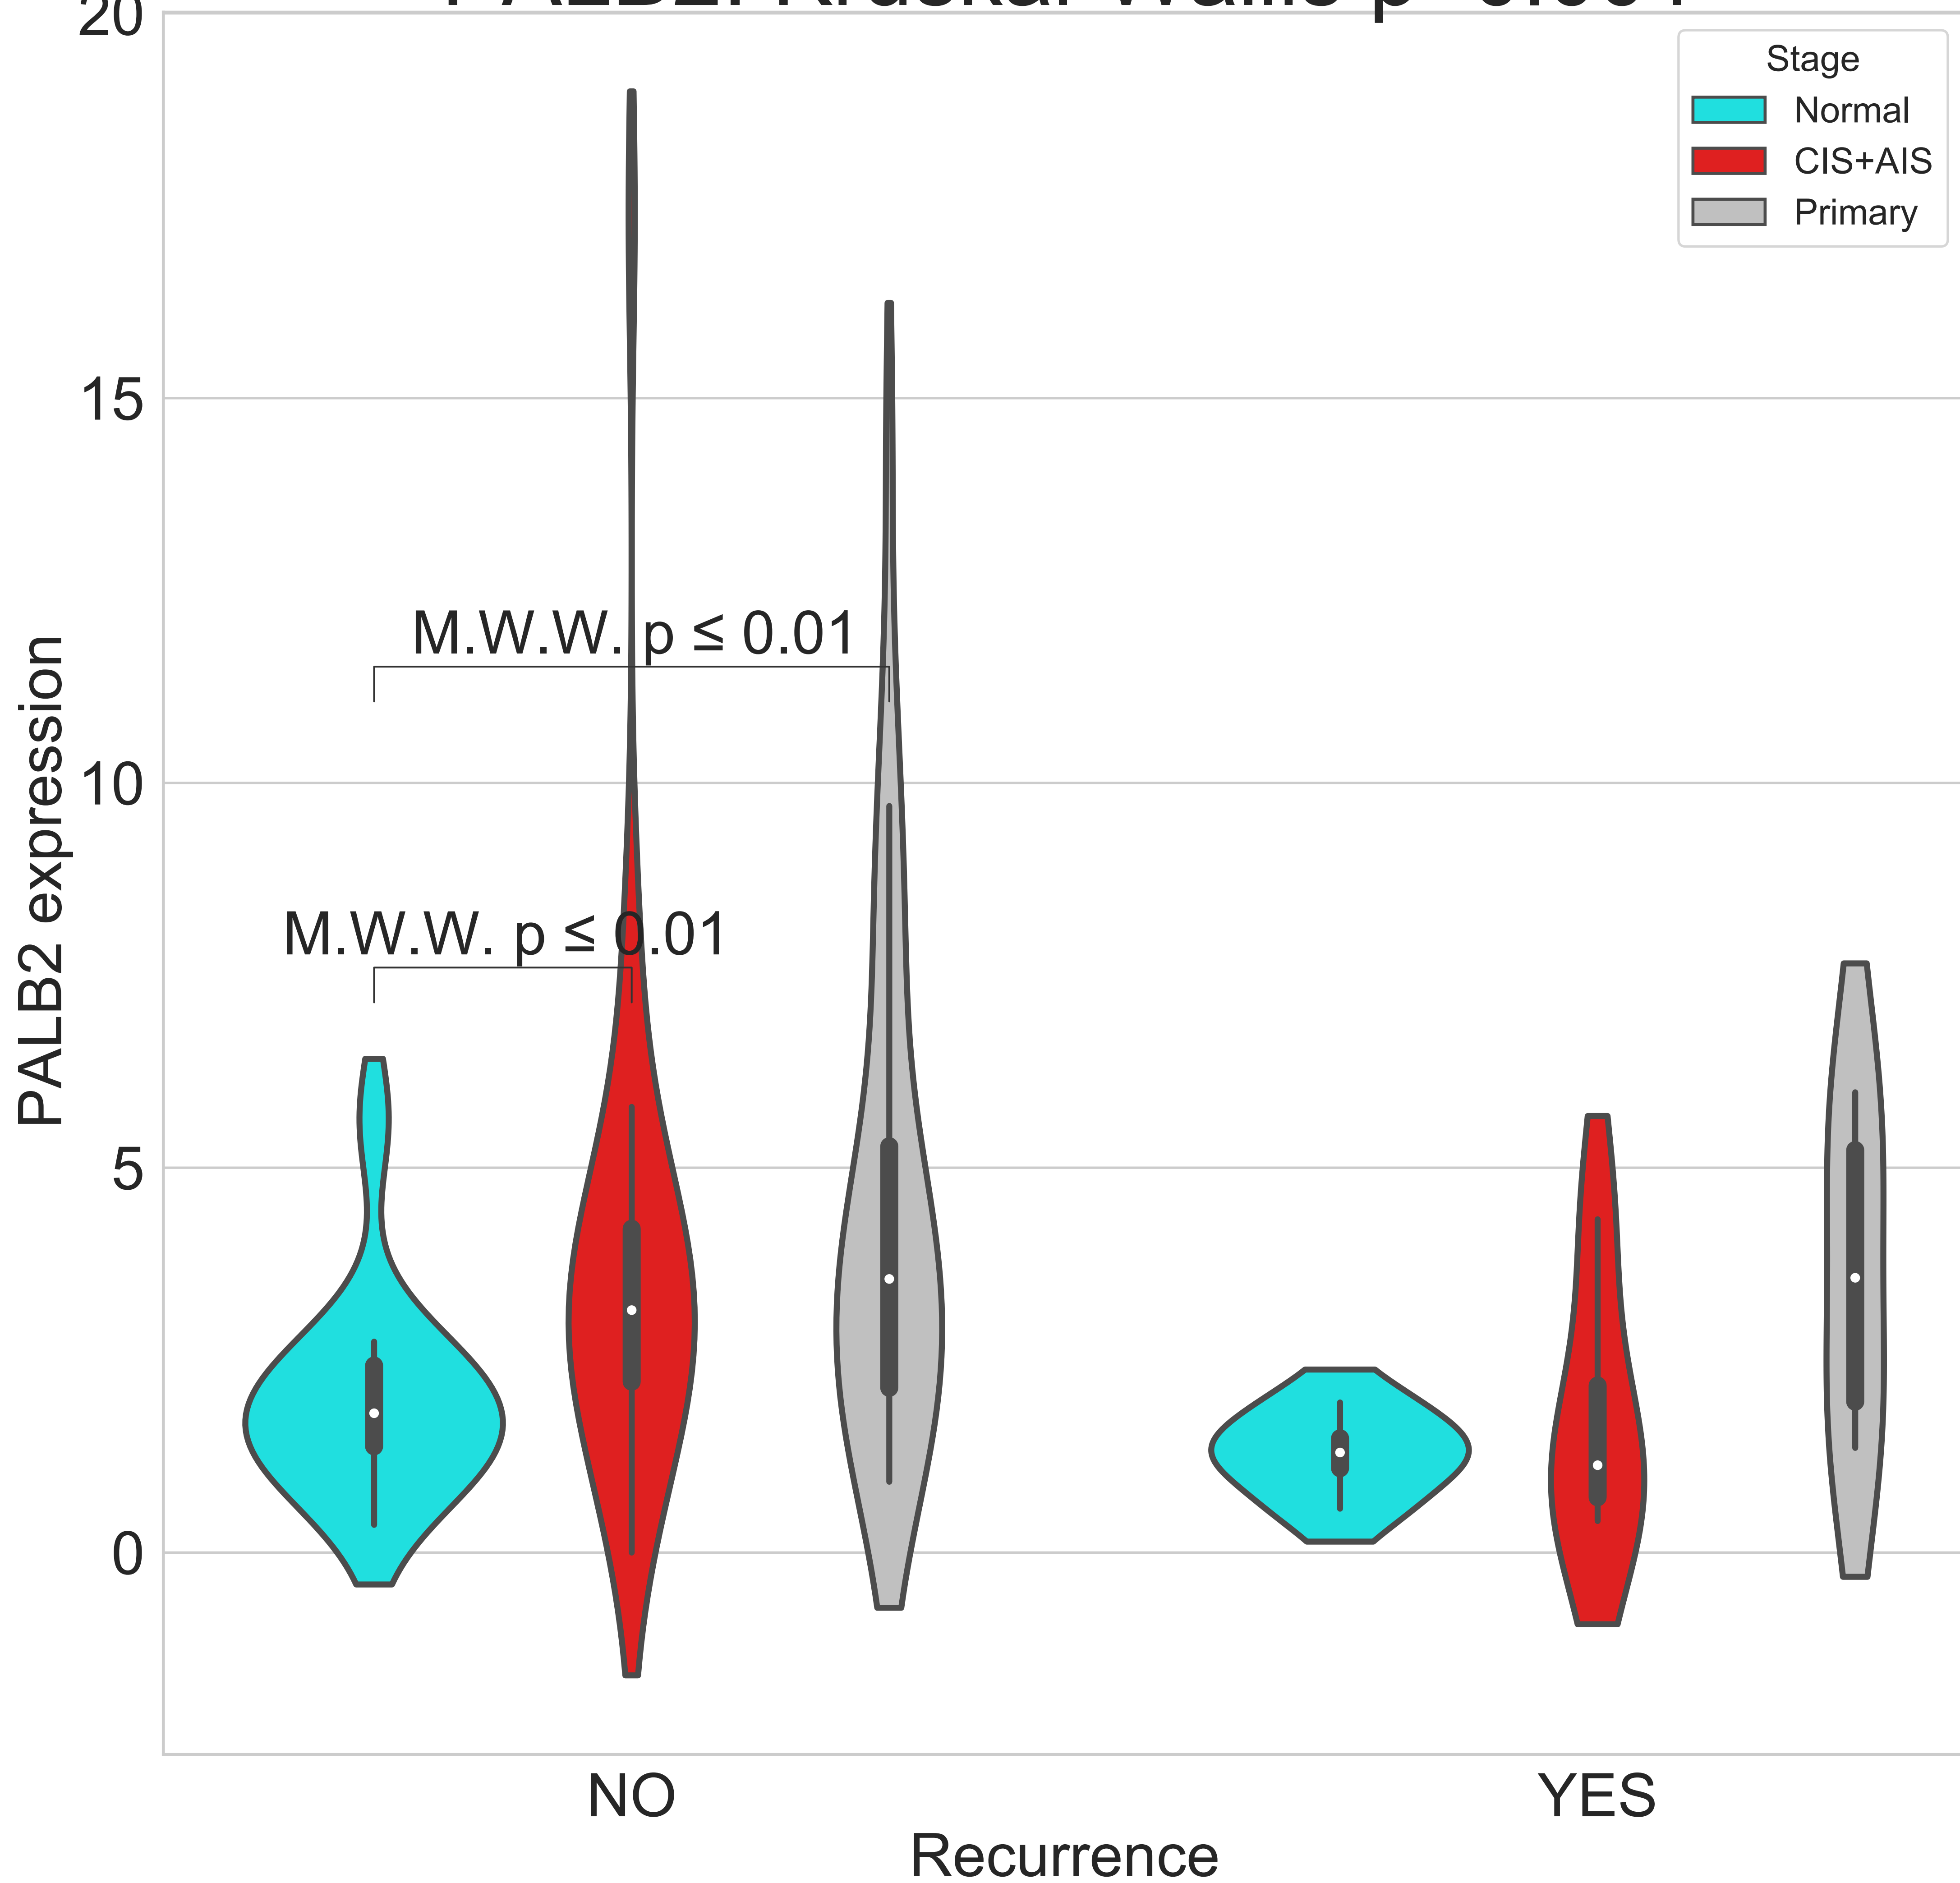 20
Stage
Normal
CIS+AIS
Primary
15
M.W.W. p ≤ 0.01
10
M.W.W. p ≤ 0.01
5
0
PALB2 expression
NO
YES
Recurrence